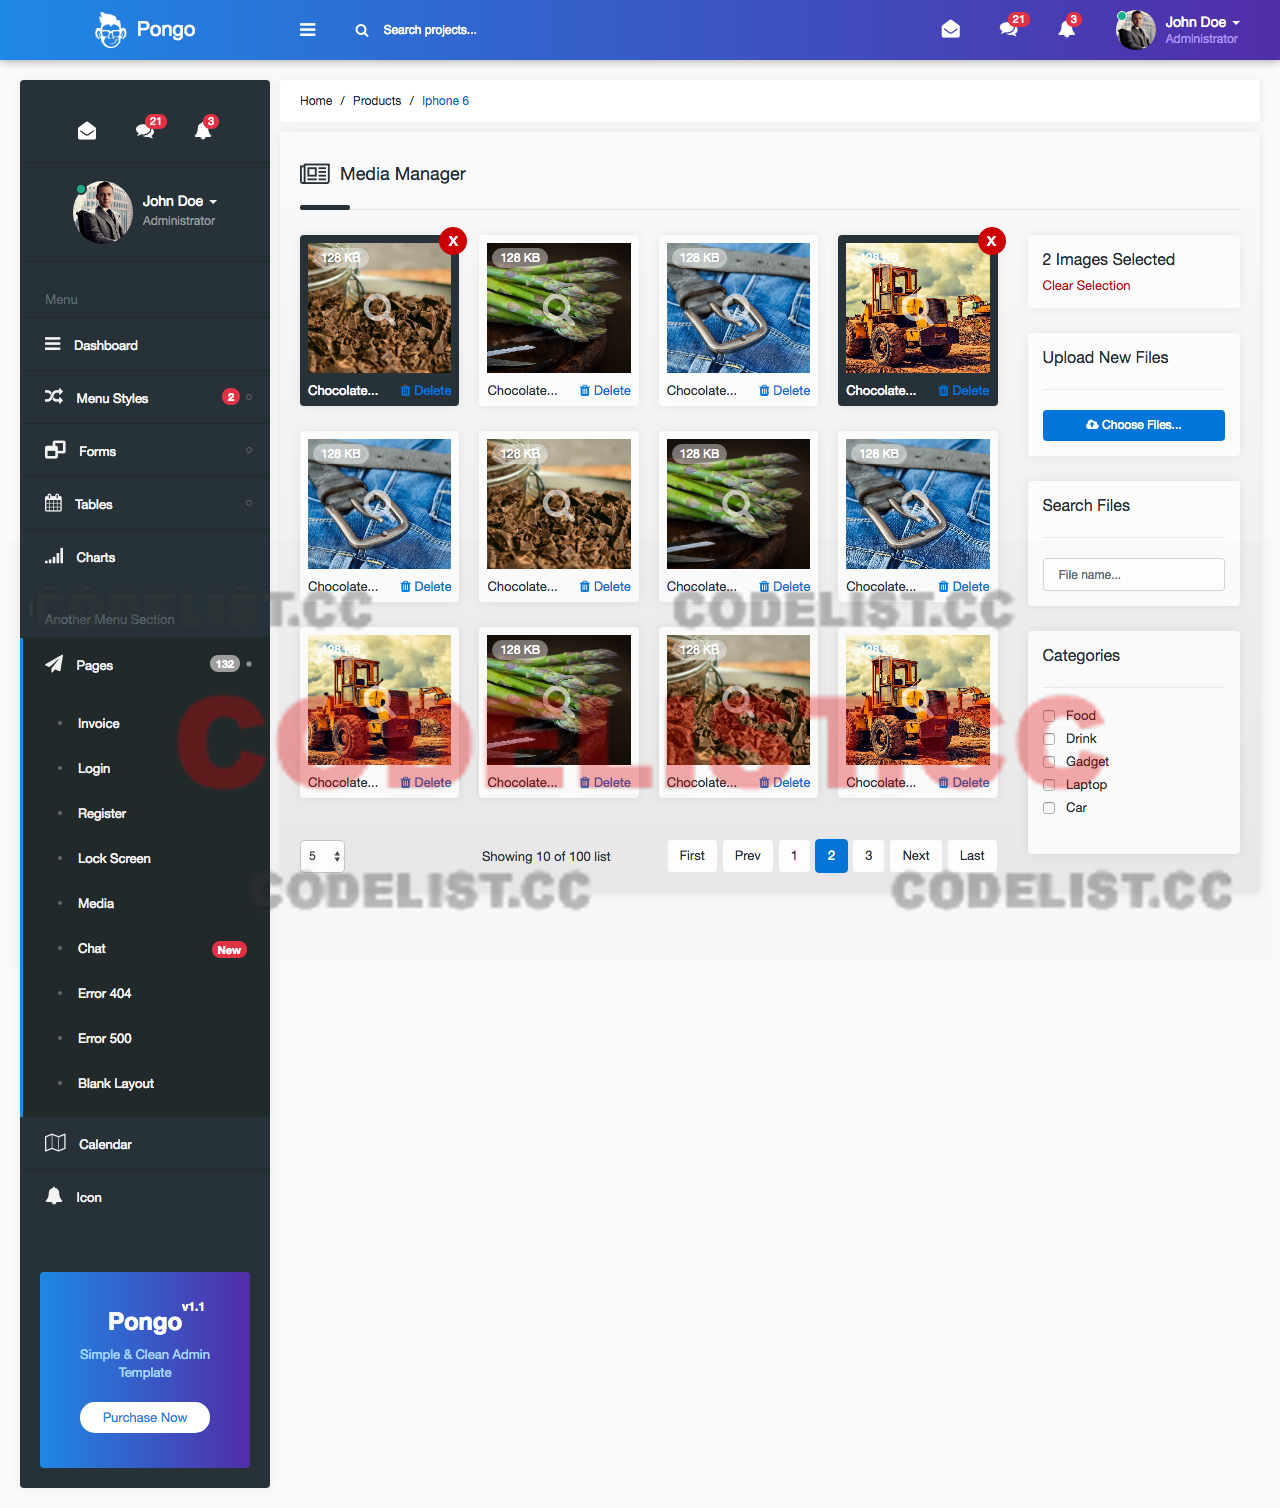 Pongo
Search projects...
21
3
John Doe
Administrator
21
3
John Doe
Administrator
Menu
Dashboard
Menu Styles
2
Forms
Tables
Charts
Another Menu Section
Pages
132
Invoice
Login
Register
Lock Screen
Media
Chat
New
Error 404
Error 500
Blank Layout
Calendar
Icon
Pongo v1.1
Simple & Clean Admin
Template
Purchase Now
Home / Products / Iphone 6
Media Manager
x
x
128 KB
128 KB
128 KB
128 KB
Chocolate... Delete
Chocolate... Delete
Chocolate... Delete
Chocolate... Delete
128 KB
128 KB
128 KB
128 KB
Chocolate... Delete
Chocolate... Delete
Chocolate... Delete
Chocolate... Delete
128 KB
128 KB
128 KB
128 KB
Chocolate... Delete
Chocolate... Delete
Chocolate... Delete
Chocolate... Delete
5
Showing 10 of 100 list
First Prev 1 2 3 Next Last
2 Images Selected
Clear Selection
Upload New Files
Choose Files...
Search Files
File name...
Categories
Food
Drink
Gadget
Laptop
Car
CODELIST.CC
CODELIST.CC
CODELISTCC
CODELIST.CC
CODELIST.CC